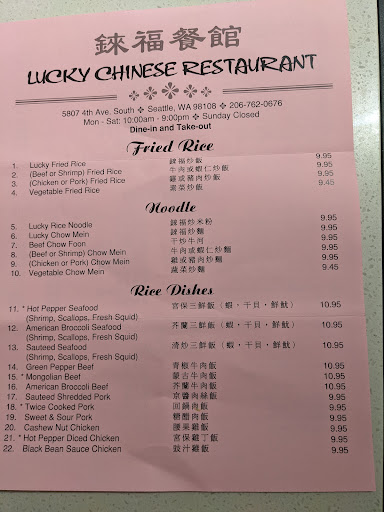 錸福餐館
LUCKY CHINESE RESTAURANT
5807 4th Ave. South ❖ Seattle, WA 98108 ❖ 206-762-0676
Mon - Sat: 10:00am - 9:00pm ❖ Sunday Closed
Dine-in and Take-out
Fried Rice
1. Lucky Fried Rice 錸福炒飯 9.95
2. (Beef or Shrimp) Fried Rice 牛肉或蝦仁炒飯 9.95
3. (Chicken or Pork) Fried Rice 雞或豬肉炒飯 9.95
4. Vegetable Fried Rice 素菜炒飯 9.45
Noodle
5. Lucky Rice Noodle 錸福炒米粉 9.95
6. Lucky Chow Mein 錸福炒麵 9.95
7. Beef Chow Foon 干炒牛河 9.95
8. (Beef or Shrimp) Chow Mein 牛肉或蝦仁炒麵 9.95
9. (Chicken or Pork) Chow Mein 雞或豬肉炒麵 9.95
10. Vegetable Chow Mein 蔬菜炒麵 9.45
Rice Dishes
11. * Hot Pepper Seafood 宮保三鮮飯 (蝦，干貝，鮮魷) 10.95
(Shrimp, Scallops, Fresh Squid)
12. American Broccoli Seafood 芥蘭三鮮飯 (蝦，干貝，鮮魷) 10.95
(Shrimp, Scallops, Fresh Squid)
13. Sauteed Seafood 清炒三鮮飯 (蝦，干貝，鮮魷) 10.95
(Shrimp, Scallops, Fresh Squid)
14. Green Pepper Beef 青椒牛肉飯 10.95
15. * Mongolian Beef 蒙古牛肉飯 10.95
16. American Broccoli Beef 芥蘭牛肉飯 10.95
17. Sauteed Shredded Pork 京醬肉絲飯 9.95
18. * Twice Cooked Pork 回鍋肉飯 9.95
19. Sweet & Sour Pork 糖醋肉飯 9.95
20. Cashew Nut Chicken 腰果雞飯 9.95
21. * Hot Pepper Diced Chicken 宮保雞丁飯 9.95
22. Black Bean Sauce Chicken 豉汁雞飯 9.95